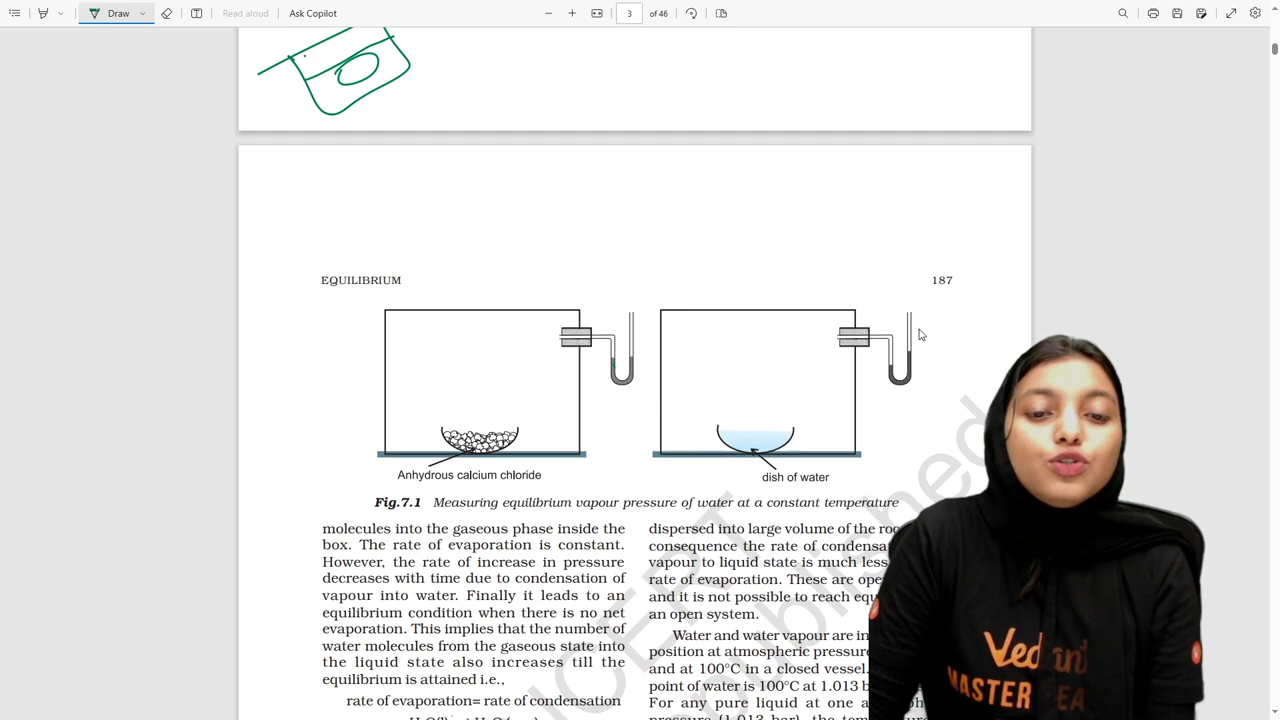 Draw
Read aloud
Ask Copilot
3
of 46
EQUILIBRIUM
187
Anhydrous calcium chloride
dish of water
Fig.7.1 Measuring equilibrium vapour pressure of water at a constant temperature
molecules into the gaseous phase inside the
box. The rate of evaporation is constant.
However, the rate of increase in pressure
decreases with time due to condensation of
vapour into water. Finally it leads to an
equilibrium condition when there is no net
evaporation. This implies that the number of
water molecules from the gaseous state into
the liquid state also increases till the
equilibrium is attained i.e.,
rate of evaporation= rate of condensation
dispersed into large volume of the
consequence the rate of
vapour to liquid state is much less
rate of evaporation. These are
and it is not possible to reach
an open system.
Water and water vapour are in
position at atmospheric pressure
and at 100°C in a closed vessel.
point of water is 100°C at 1.013
For any pure liquid at one
pressure (1.013 bar), the
NCERT
published
MASTER